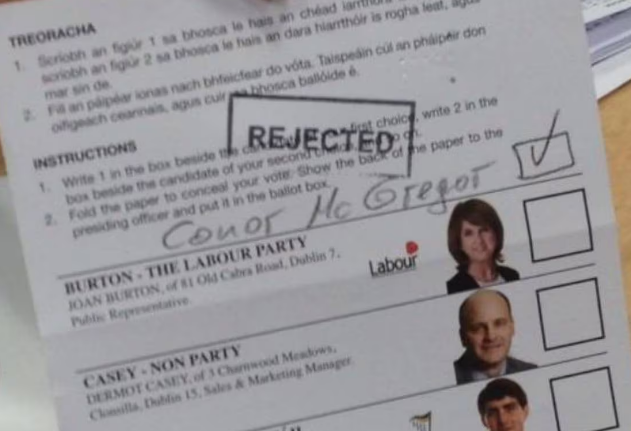 TREORACHA
1. Scríobh an figiúr 1 sa bhosca le hais an chéad
scríobh an figiúr 2 sa bhosca le hais an dara hiarrthóir is rogha leat, agus
mar sin de.
2. Fill an páipéar ionas nach bhfeicfear do vóta. Taispeáin cúl an pháipéir don
oifigeach ceannais, agus cuir bhosca ballóide é.
REJECTED
INSTRUCTIONS
1. Write 1 in the box beside the first choice, write 2 in the
box beside the candidate of your second so on.
2. Fold the paper to conceal your vote. Show the back of the paper to the
presiding officer and put it in the ballot box.
Conor Mc Gregor
BURTON - THE LABOUR PARTY
JOAN BURTON, of 81 Old Cabra Road, Dublin 7,
Public Representative.
Labour
CASEY - NON PARTY
DERMOT CASEY, of 3 Charnwood Meadows,
Clonsilla, Dublin 15, Sales & Marketing Manager.